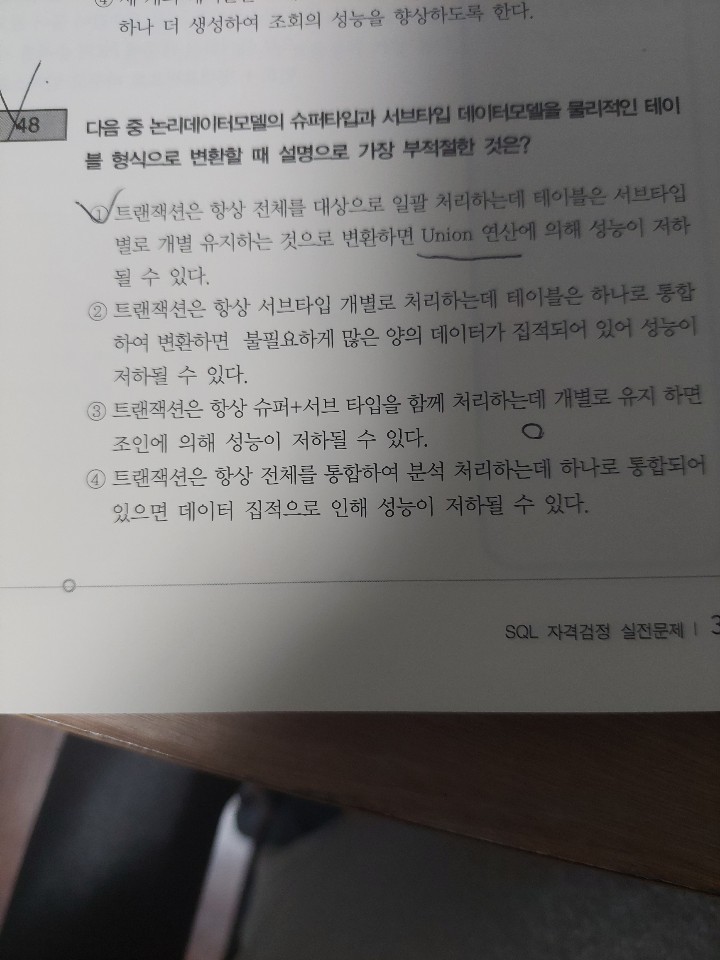 하나 더 생성하여 조회의 성능을 향상하도록 한다.
48 다음 중 논리데이터모델의 슈퍼타입과 서브타입 데이터모델을 물리적인 테이
블 형식으로 변환할 때 설명으로 가장 부적절한 것은?
① 트랜잭션은 항상 전체를 대상으로 일괄 처리하는데 테이블은 서브타입
별로 개별 유지하는 것으로 변환하면 Union 연산에 의해 성능이 저하
될 수 있다.
② 트랜잭션은 항상 서브타입 개별로 처리하는데 테이블은 하나로 통합
하여 변환하면 불필요하게 많은 양의 데이터가 집적되어 있어 성능이
저하될 수 있다.
③ 트랜잭션은 항상 슈퍼+서브 타입을 함께 처리하는데 개별로 유지 하면
조인에 의해 성능이 저하될 수 있다.
④ 트랜잭션은 항상 전체를 통합하여 분석 처리하는데 하나로 통합되어
있으면 데이터 집적으로 인해 성능이 저하될 수 있다.
SQL 자격검정 실전문제 | 3